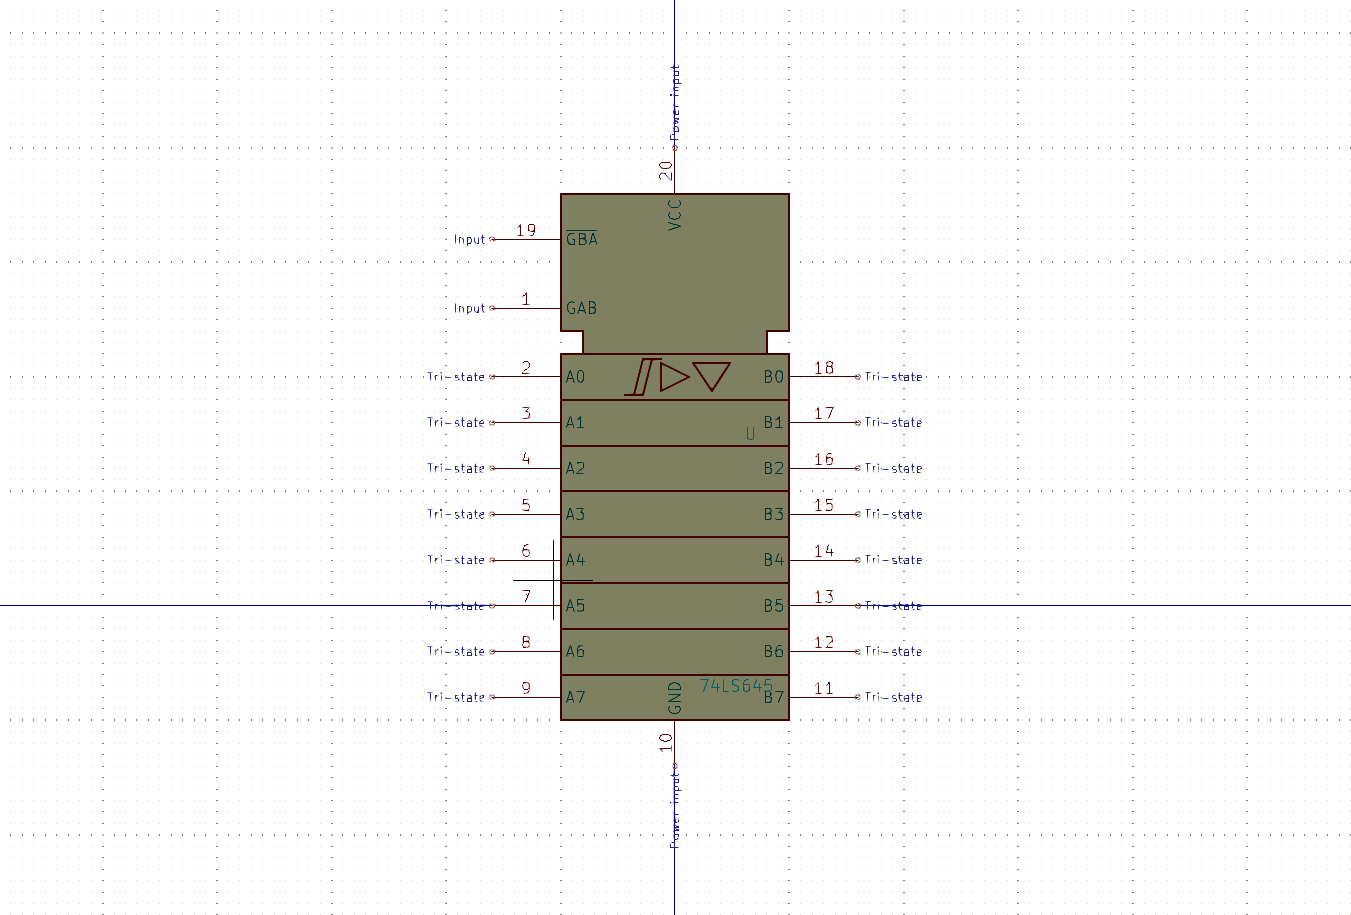 Power input
20
VCC
Input 19 GBA
Input 1 GAB
Tri-state 2 A0 B0 18 Tri-state
Tri-state 3 A1 B1 17 Tri-state
U
Tri-state 4 A2 B2 16 Tri-state
Tri-state 5 A3 B3 15 Tri-state
Tri-state 6 A4 B4 14 Tri-state
Tri-state 7 A5 B5 13 Tri-state
Tri-state 8 A6 B6 12 Tri-state
74LS645
Tri-state 9 A7 B7 11 Tri-state
GND
10
Power input